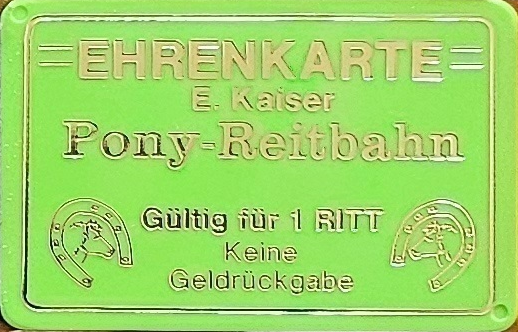 EHRENKARTE
E. Kaiser
Pony-Reitbahn
Gültig für 1 RITT
Keine
Geldrückgabe